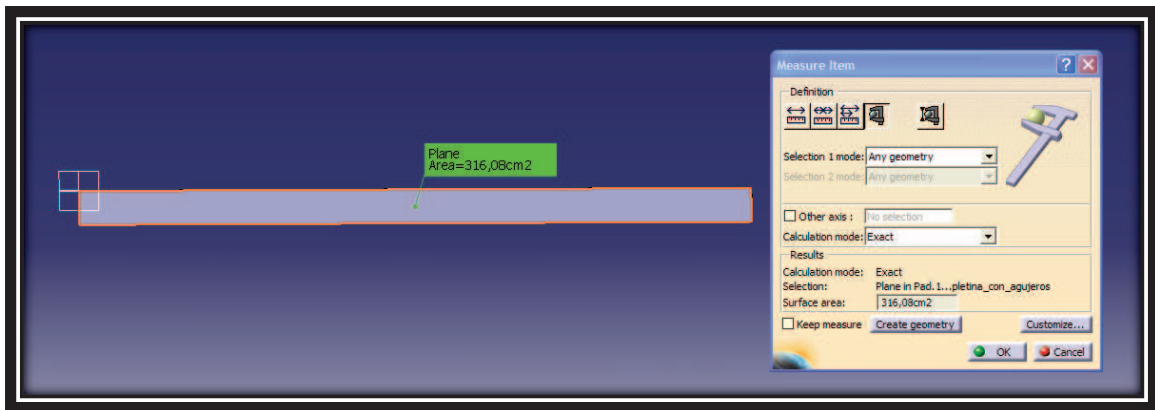 Plane
Area=316,08cm2
Measure Item
Definition
Selection 1 mode: Any geometry
Selection 2 mode: Any geometry
Other axis : No selection
Calculation mode: Exact
Results
Calculation mode: Exact
Selection: Plane in Pad.1...pletina_con_agujeros
Surface area: 316,08cm2
Keep measure Create geometry Customize...
OK Cancel